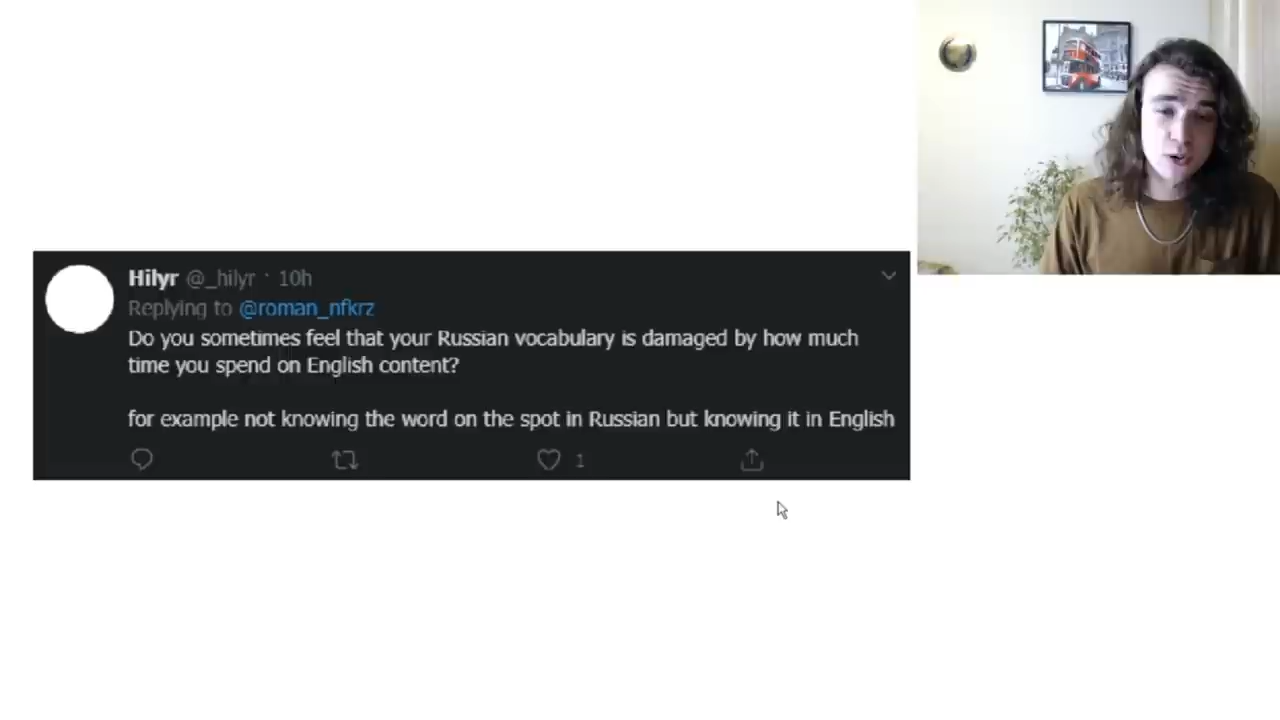 Hilyr @_hilyr · 10h
Replying to @roman_nfkrz
Do you sometimes feel that your Russian vocabulary is damaged by how much
time you spend on English content?
for example not knowing the word on the spot in Russian but knowing it in English
1